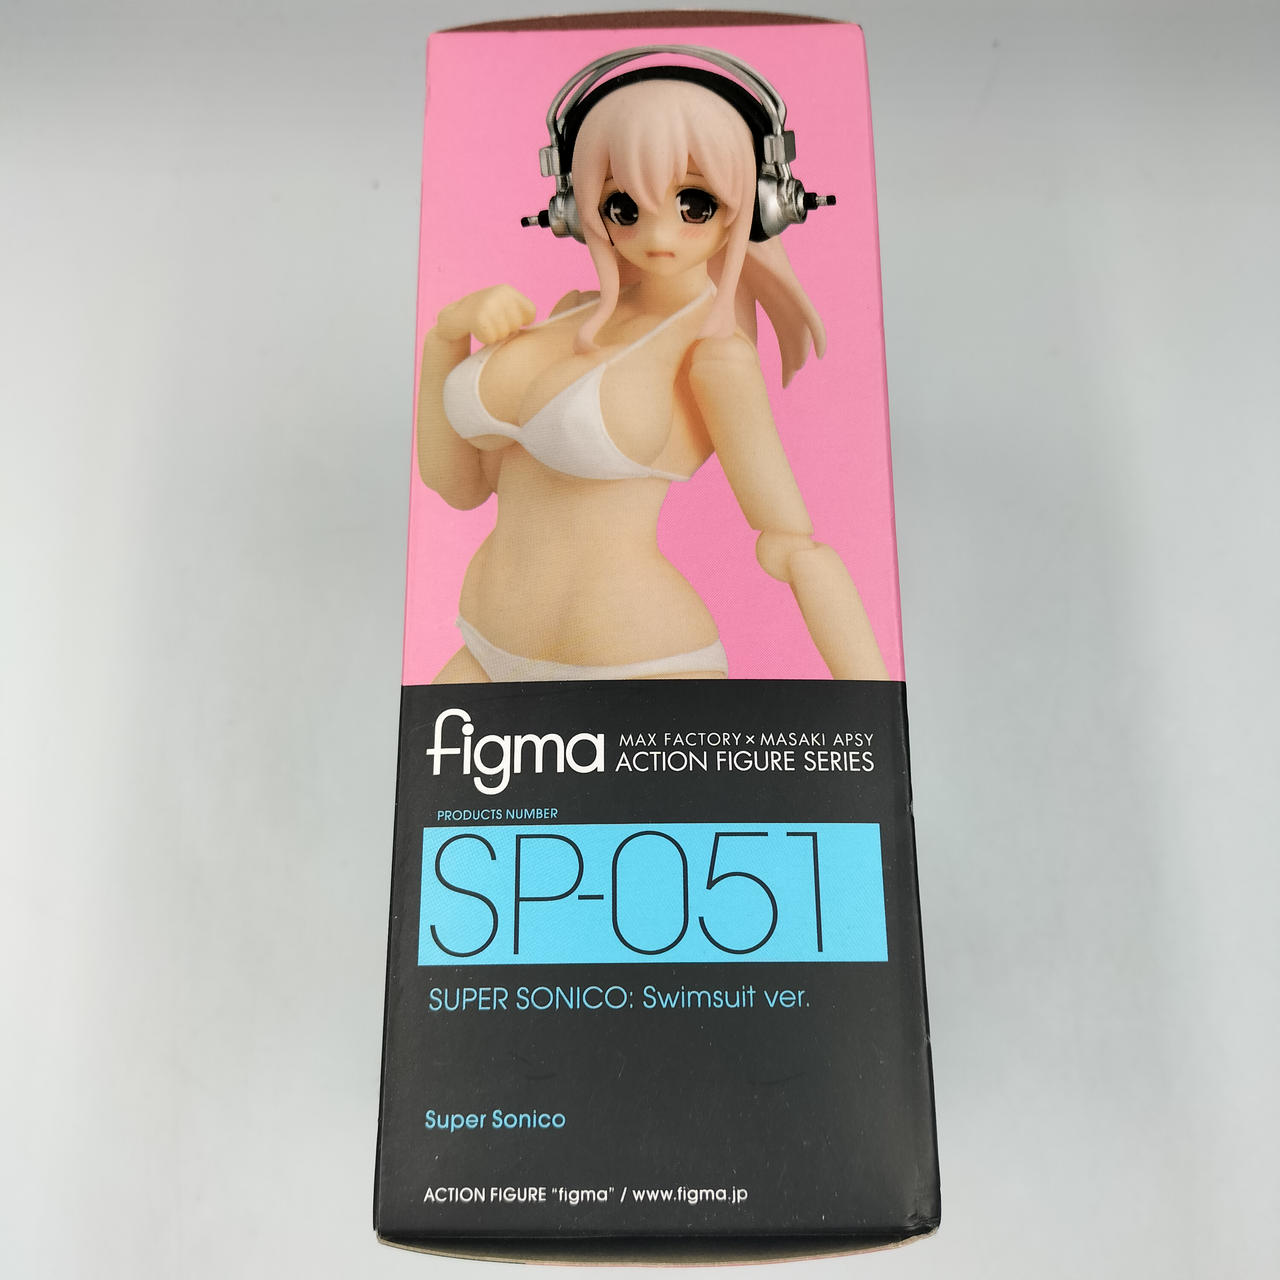 figma
MAX FACTORY × MASAKI APSY
ACTION FIGURE SERIES
PRODUCTS NUMBER
SP-051
SUPER SONICO: Swimsuit ver.
Super Sonico
ACTION FIGURE "figma" / www.figma.jp